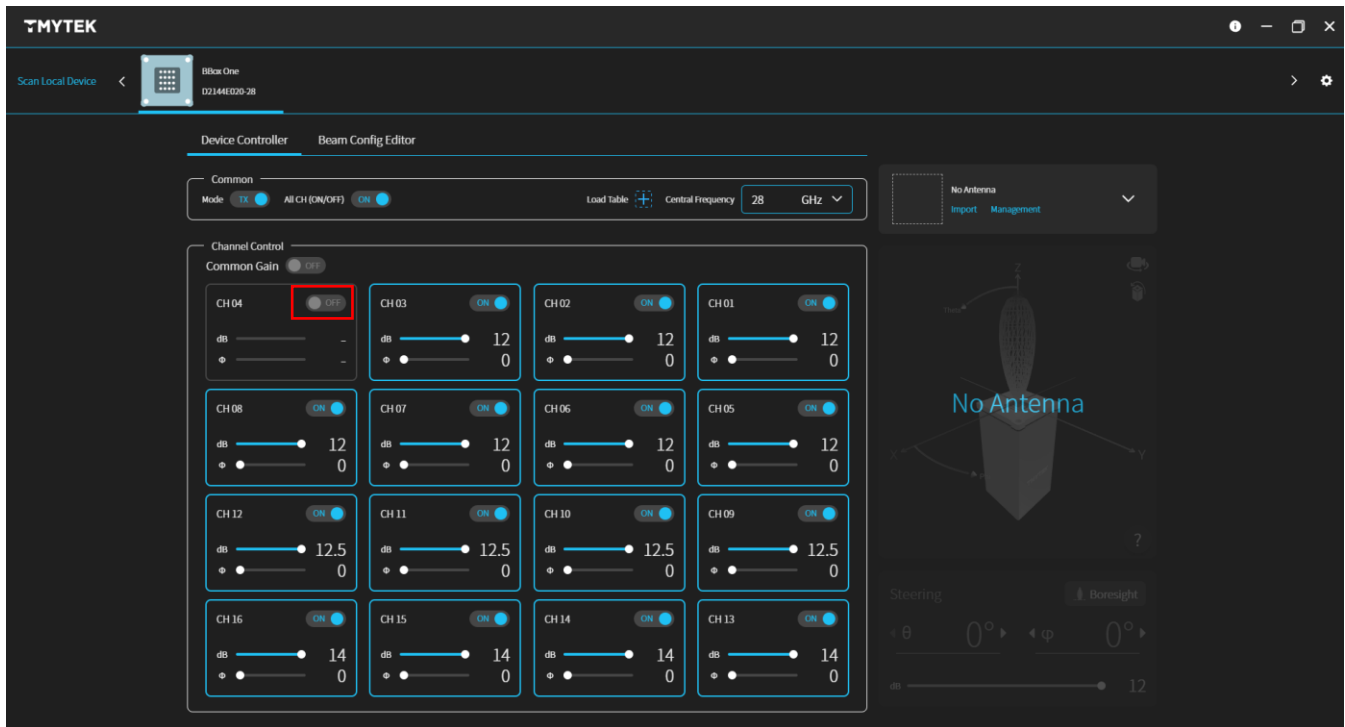 TMYTEK
Scan Local Device
BBox One
D2144E020-28
Device Controller Beam Config Editor
Common
Mode TX All CH (ON/OFF) ON Load Table Central Frequency 28 GHz
No Antenna
Import Management
Channel Control
Common Gain OFF
CH 04 OFF CH 03 ON CH 02 ON CH 01 ON
dB - dB 12 dB 12 dB 12
Φ - Φ 0 Φ 0 Φ 0
CH 08 ON CH 07 ON CH 06 ON CH 05 ON
dB 12 dB 12 dB 12 dB 12
Φ 0 Φ 0 Φ 0 Φ 0
CH 12 ON CH 11 ON CH 10 ON CH 09 ON
dB 12.5 dB 12.5 dB 12.5 dB 12.5
Φ 0 Φ 0 Φ 0 Φ 0
CH 16 ON CH 15 ON CH 14 ON CH 13 ON
dB 14 dB 14 dB 14 dB 14
Φ 0 Φ 0 Φ 0 Φ 0
Z
No Antenna
X Y
?
Steering Boresight
θ 0° φ 0°
dB 12